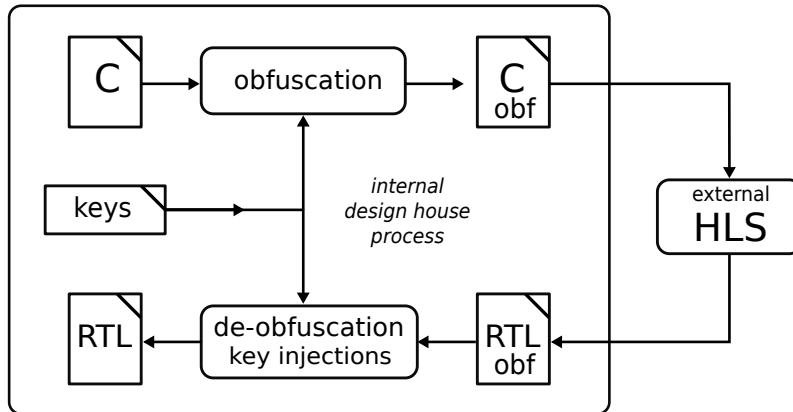 C
obfuscation
C
obf
keys
internal
design house
process
external
HLS
RTL
de-obfuscation
key injections
RTL
obf